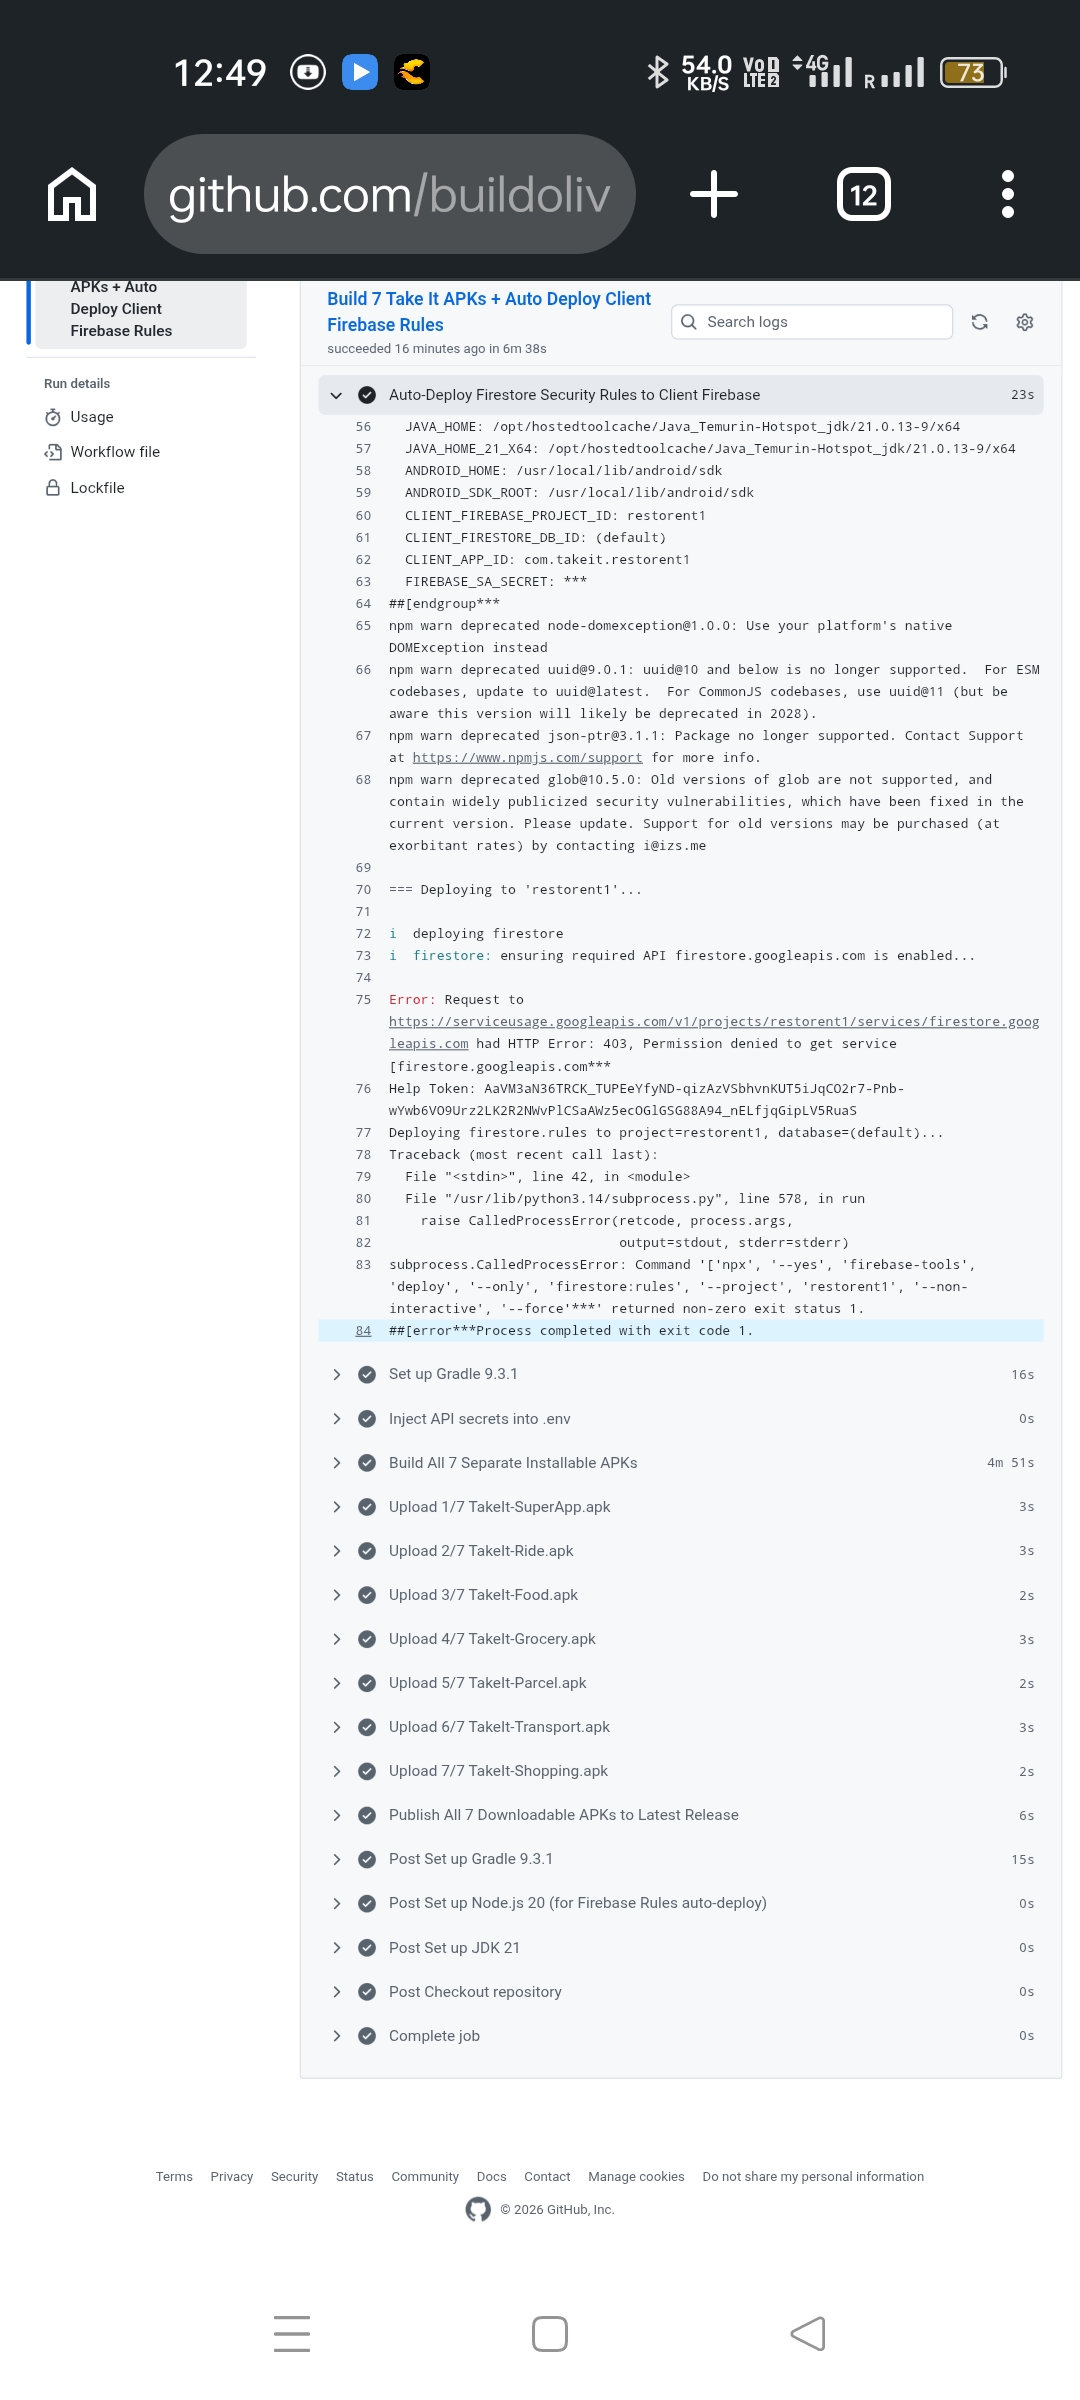 12:49
54.0 KB/S
Vo 1 LTE 2
4G
R
73
github.com/buildoliv
12
APKs + Auto
Deploy Client
Firebase Rules
Run details
Usage
Workflow file
Lockfile
Build 7 Take It APKs + Auto Deploy Client
Firebase Rules
succeeded 16 minutes ago in 6m 38s
Search logs
Auto-Deploy Firestore Security Rules to Client Firebase 23s
56 JAVA_HOME: /opt/hostedtoolcache/Java_Temurin-Hotspot_jdk/21.0.13-9/x64
57 JAVA_HOME_21_X64: /opt/hostedtoolcache/Java_Temurin-Hotspot_jdk/21.0.13-9/x64
58 ANDROID_HOME: /usr/local/lib/android/sdk
59 ANDROID_SDK_ROOT: /usr/local/lib/android/sdk
60 CLIENT_FIREBASE_PROJECT_ID: restorent1
61 CLIENT_FIRESTORE_DB_ID: (default)
62 CLIENT_APP_ID: com.takeit.restorent1
63 FIREBASE_SA_SECRET: ***
64 ##[endgroup***
65 npm warn deprecated node-domexception@1.0.0: Use your platform's native
DOMException instead
66 npm warn deprecated uuid@9.0.1: uuid@10 and below is no longer supported. For ESM
codebases, update to uuid@latest. For CommonJS codebases, use uuid@11 (but be
aware this version will likely be deprecated in 2028).
67 npm warn deprecated json-ptr@3.1.1: Package no longer supported. Contact Support
at https://www.npmjs.com/support for more info.
68 npm warn deprecated glob@10.5.0: Old versions of glob are not supported, and
contain widely publicized security vulnerabilities, which have been fixed in the
current version. Please update. Support for old versions may be purchased (at
exorbitant rates) by contacting i@izs.me
69
70 === Deploying to 'restorent1'...
71
72 i deploying firestore
73 i firestore: ensuring required API firestore.googleapis.com is enabled...
74
75 Error: Request to
https://serviceusage.googleapis.com/v1/projects/restorent1/services/firestore.goog
leapis.com had HTTP Error: 403, Permission denied to get service
[firestore.googleapis.com***
76 Help Token: AaVM3aN36TRCK_TUPEeYfyND-qizAzVSbhvnKUT5iJqCO2r7-Pnb-
wYwb6VO9Urz2LK2R2NWvPlCSaAWz5ecOGlGSG88A94_nELfjqGipLV5RuaS
77 Deploying firestore.rules to project=restorent1, database=(default)...
78 Traceback (most recent call last):
79 File "<stdin>", line 42, in <module>
80 File "/usr/lib/python3.14/subprocess.py", line 578, in run
81 raise CalledProcessError(retcode, process.args,
82 output=stdout, stderr=stderr)
83 subprocess.CalledProcessError: Command '['npx', '--yes', 'firebase-tools',
'deploy', '--only', 'firestore:rules', '--project', 'restorent1', '--non-
interactive', '--force'***' returned non-zero exit status 1.
84 ##[error***Process completed with exit code 1.
Set up Gradle 9.3.1 16s
Inject API secrets into .env 0s
Build All 7 Separate Installable APKs 4m 51s
Upload 1/7 TakeIt-SuperApp.apk 3s
Upload 2/7 TakeIt-Ride.apk 3s
Upload 3/7 TakeIt-Food.apk 2s
Upload 4/7 TakeIt-Grocery.apk 3s
Upload 5/7 TakeIt-Parcel.apk 2s
Upload 6/7 TakeIt-Transport.apk 3s
Upload 7/7 TakeIt-Shopping.apk 2s
Publish All 7 Downloadable APKs to Latest Release 6s
Post Set up Gradle 9.3.1 15s
Post Set up Node.js 20 (for Firebase Rules auto-deploy) 0s
Post Set up JDK 21 0s
Post Checkout repository 0s
Complete job 0s
Terms Privacy Security Status Community Docs Contact Manage cookies Do not share my personal information
© 2026 GitHub, Inc.